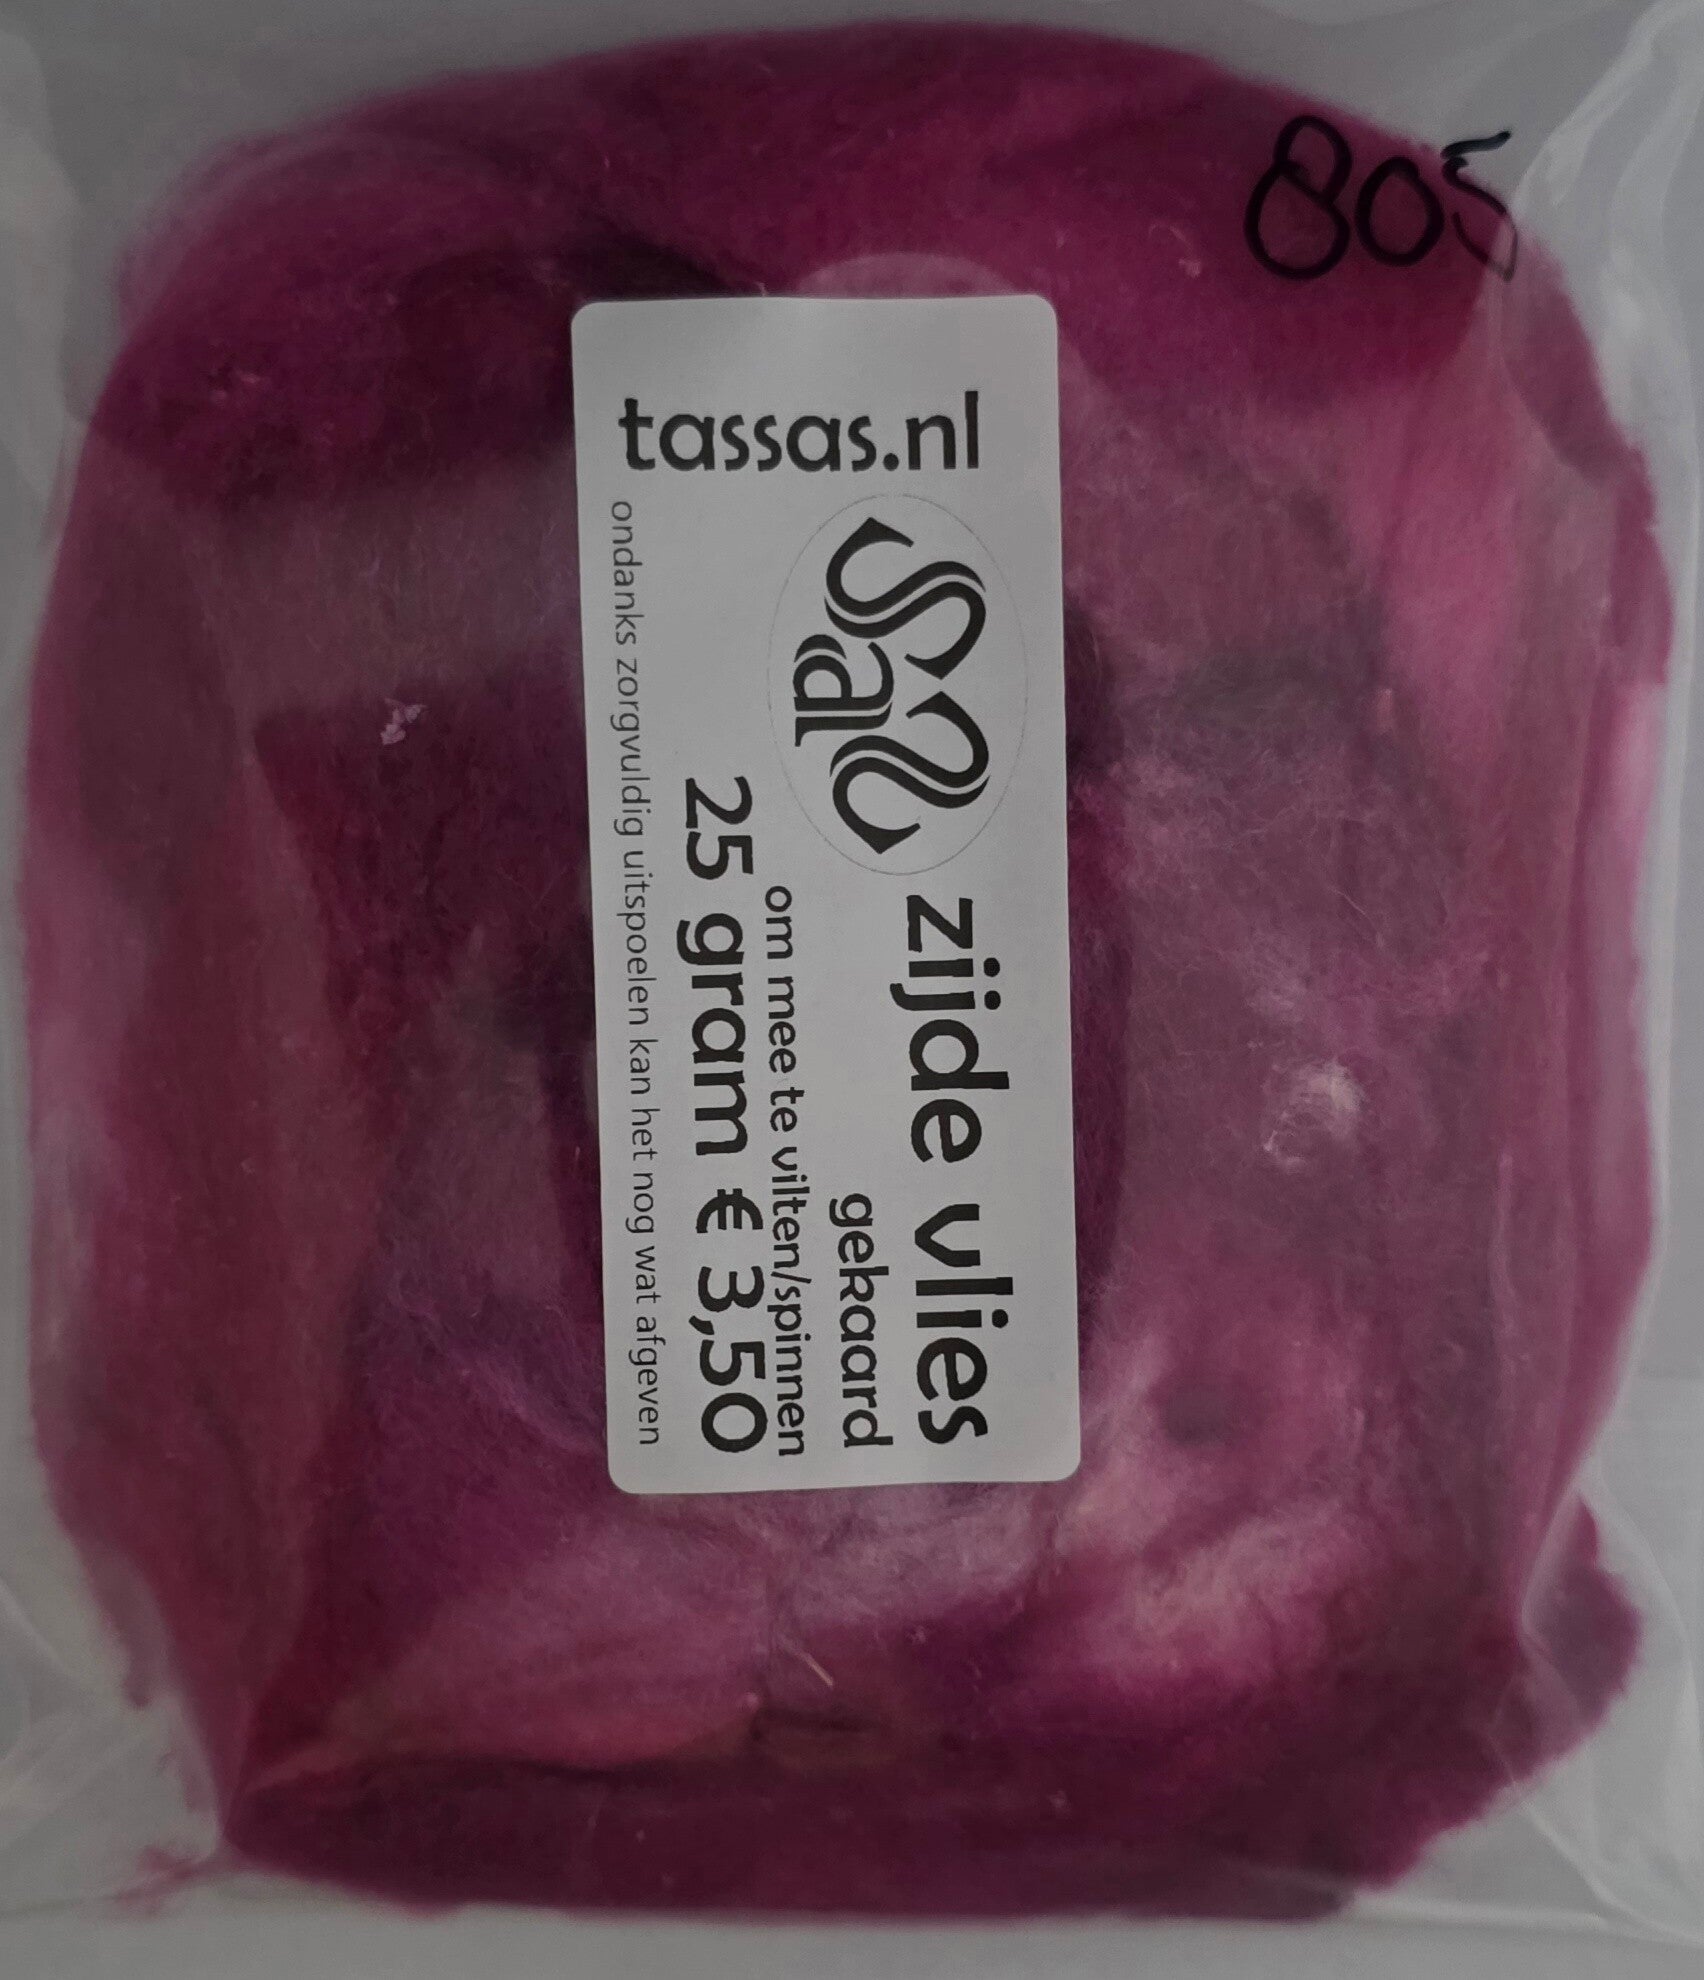 805
tassas.nl
SaS
zijde vlies
gekaard
om mee te vilten/spinnen
25 gram € 3,50
ondanks zorgvuldig uitspoelen kan het nog wat afgeven